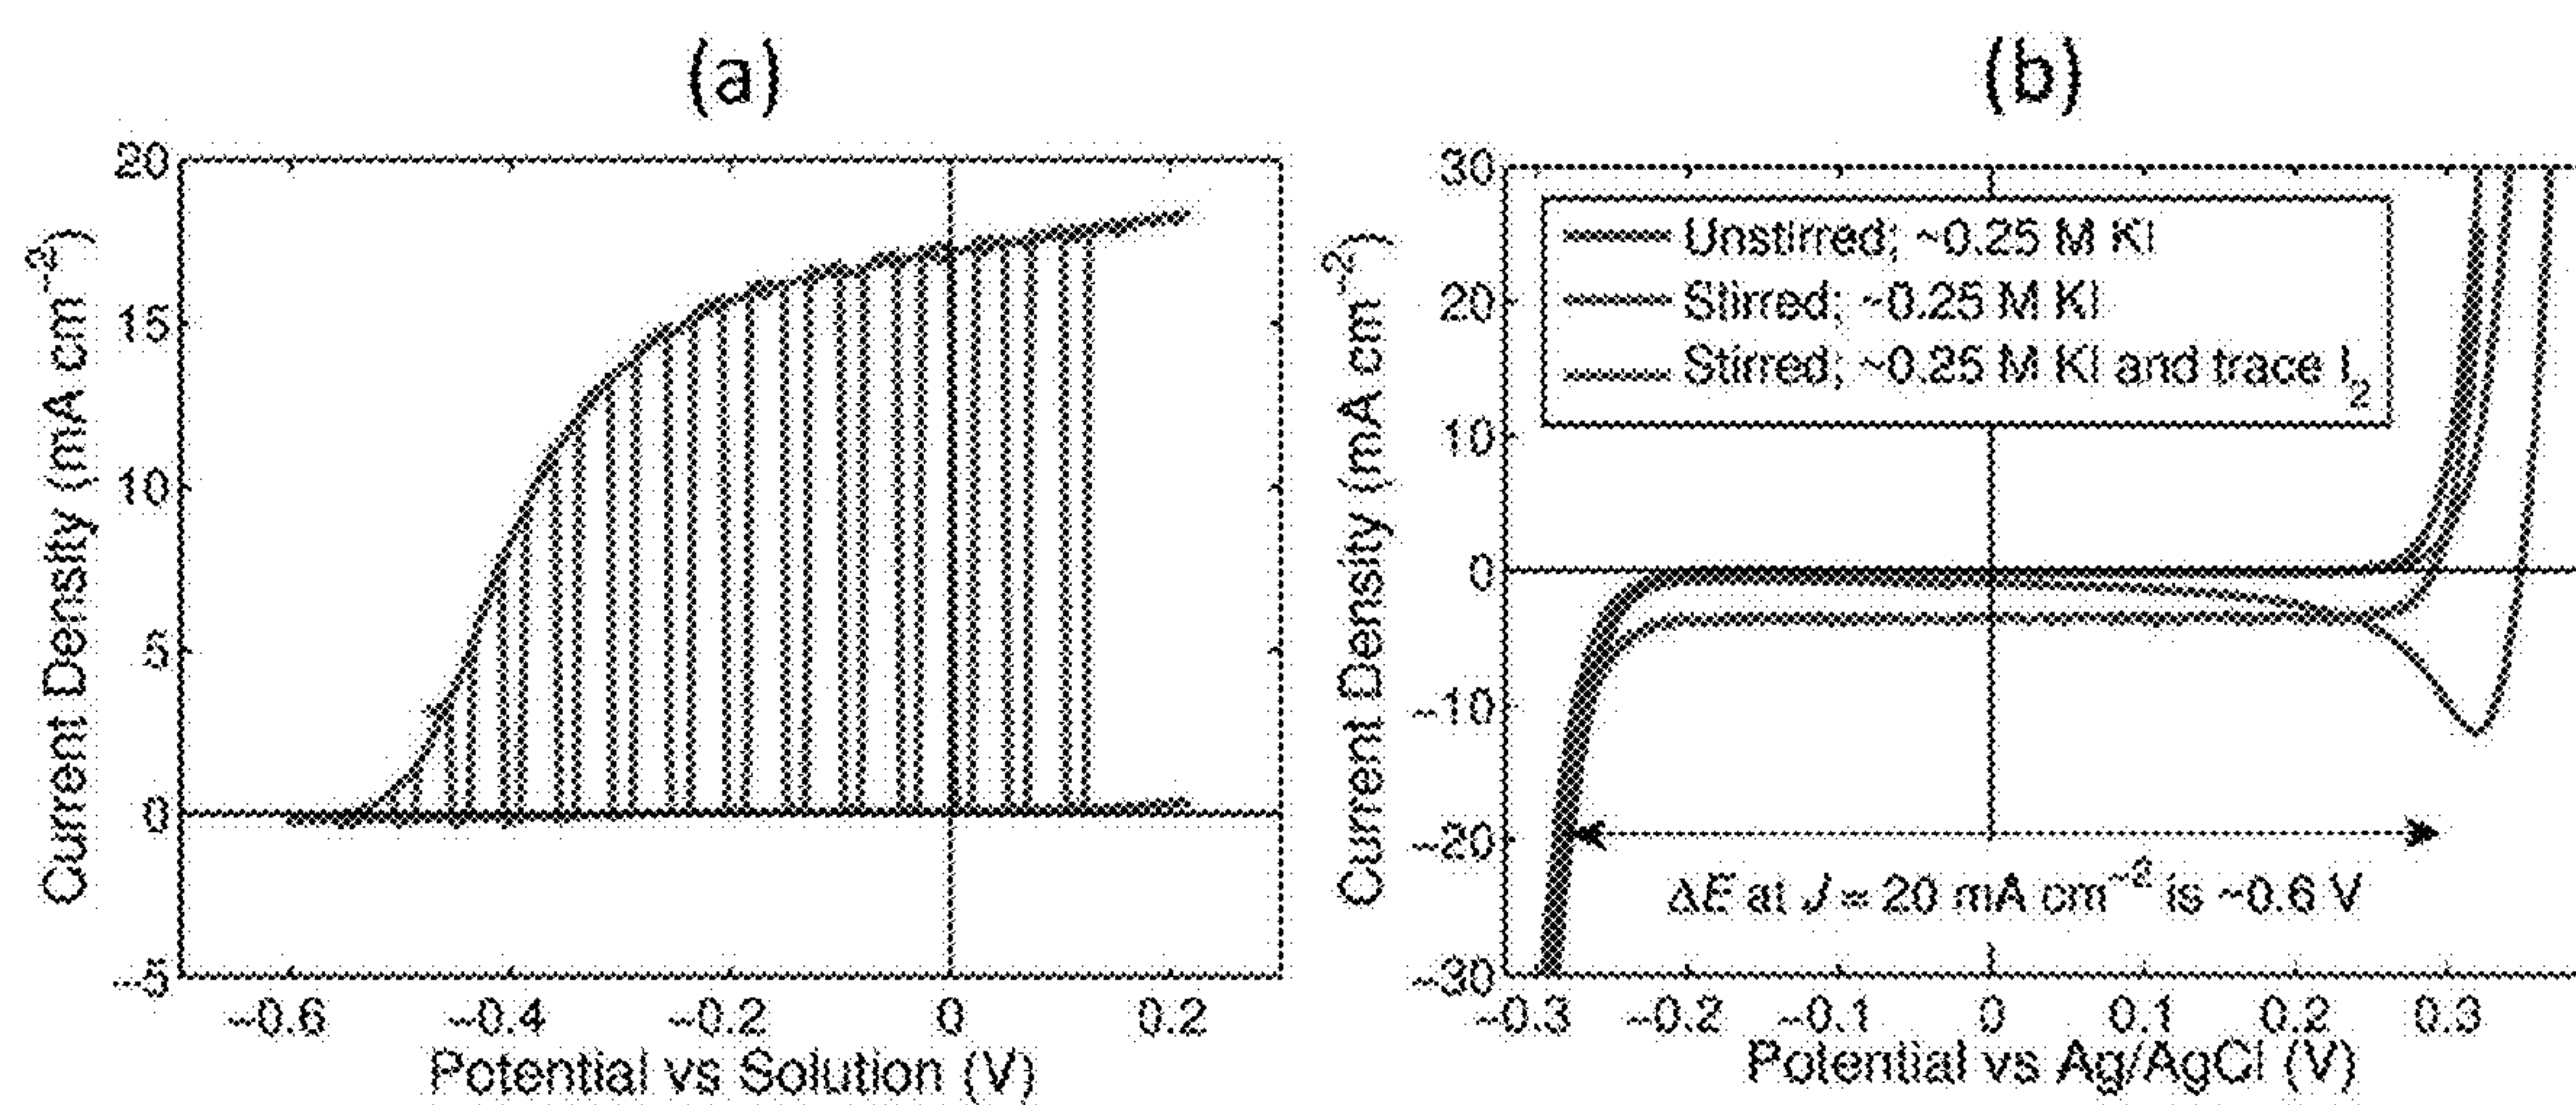 (a)
20
15
10
5
0
-5
-0.6 -0.4 -0.2 0 0.2
Current Density (mA cm⁻²)
Potential vs Solution (V)
(b)
30
20
10
0
-10
-20
-30
-0.3 -0.2 -0.1 0 0.1 0.2 0.3
Current Density (mA cm⁻²)
Potential vs Ag/AgCl (V)
Unstirred; ~0.25 M KI
Stirred; ~0.25 M KI
Stirred; ~0.25 M KI and trace I₂
ΔE at J = 20 mA cm⁻² is ~0.6 V